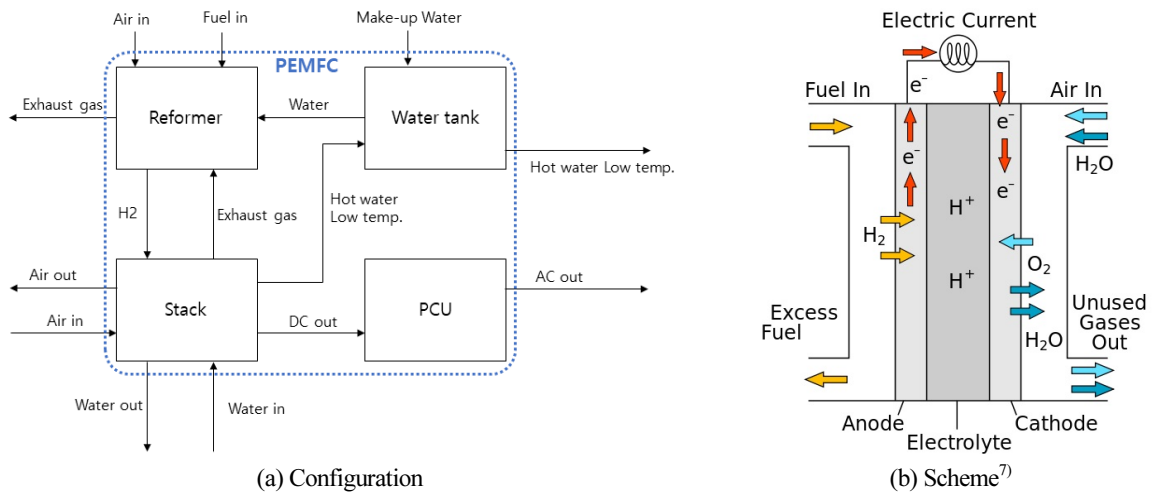 Air in
Fuel in
Make-up Water
PEMFC
Exhaust gas
Reformer
Water
Water tank
Hot water Low temp.
H2
Exhaust gas
Hot water
Low temp.
Air out
Stack
PCU
AC out
Air in
DC out
Water out
Water in
(a) Configuration
Electric Current
Fuel In
e⁻
Air In
e⁻
e⁻
H₂O
e⁻
H⁺
H₂
O₂
H⁺
Excess
Fuel
Unused
Gases
Out
H₂O
Anode
Cathode
Electrolyte
(b) Scheme⁷⁾